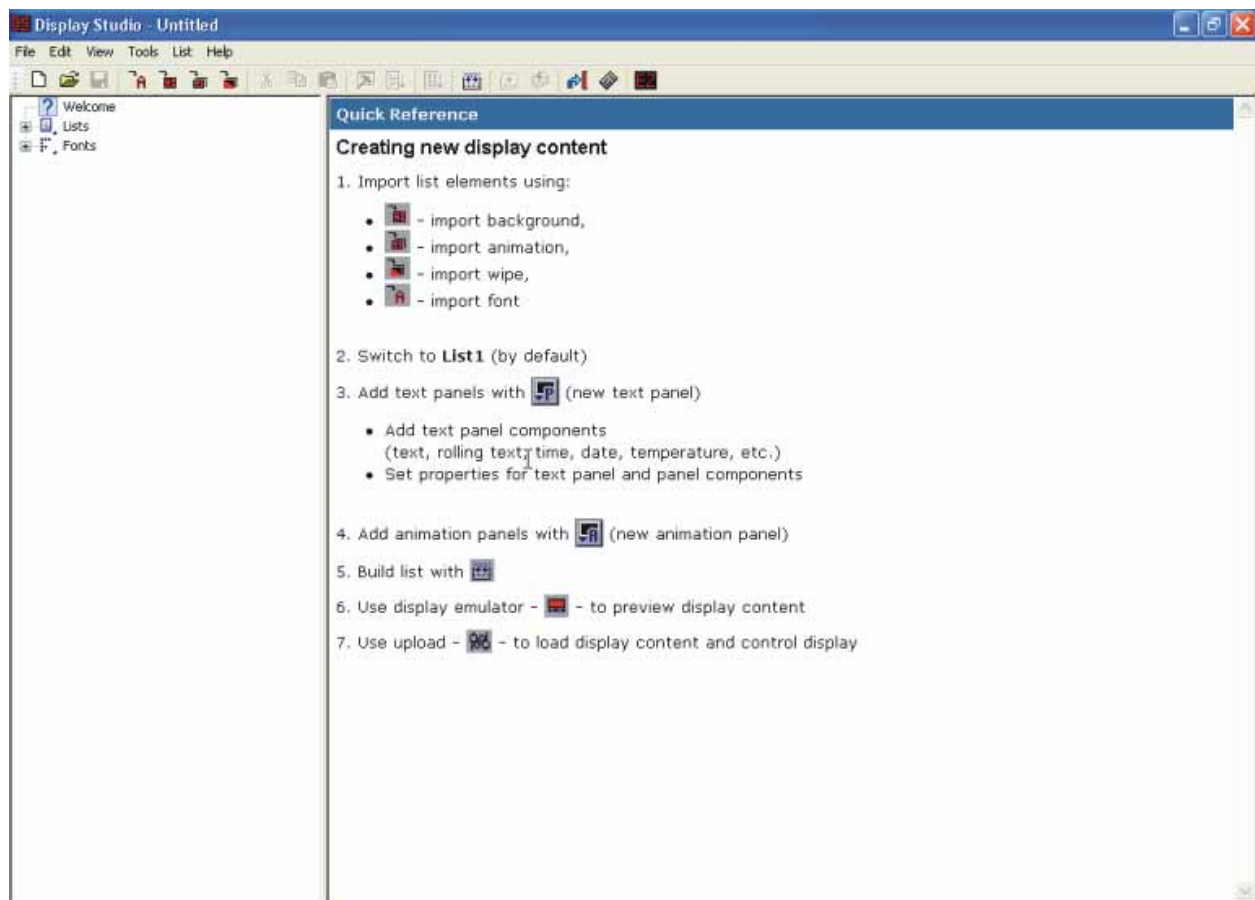 Display Studio - Untitled
File Edit View Tools List Help
Welcome
Lists
Fonts
Quick Reference
Creating new display content
1. Import list elements using:
• - import background,
• - import animation,
• - import wipe,
• - import font
2. Switch to List1 (by default)
3. Add text panels with (new text panel)
• Add text panel components
(text, rolling text, time, date, temperature, etc.)
• Set properties for text panel and panel components
4. Add animation panels with (new animation panel)
5. Build list with
6. Use display emulator - - to preview display content
7. Use upload - - to load display content and control display